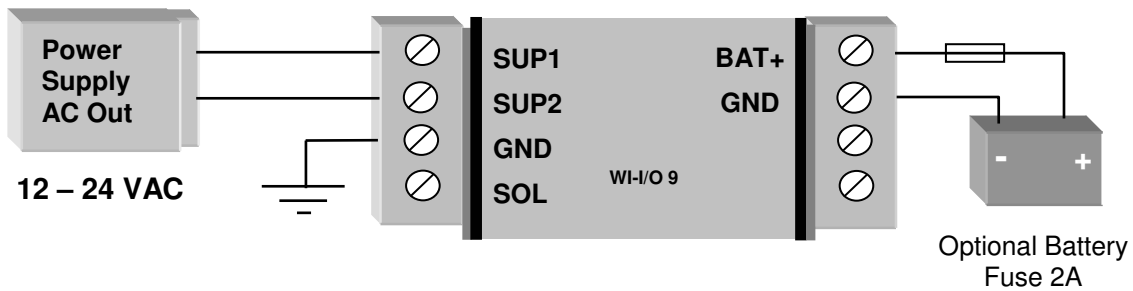 Power
Supply
AC Out
12 – 24 VAC
SUP1
SUP2
GND
SOL
WI-I/O 9
BAT+
GND
-
+
Optional Battery
Fuse 2A